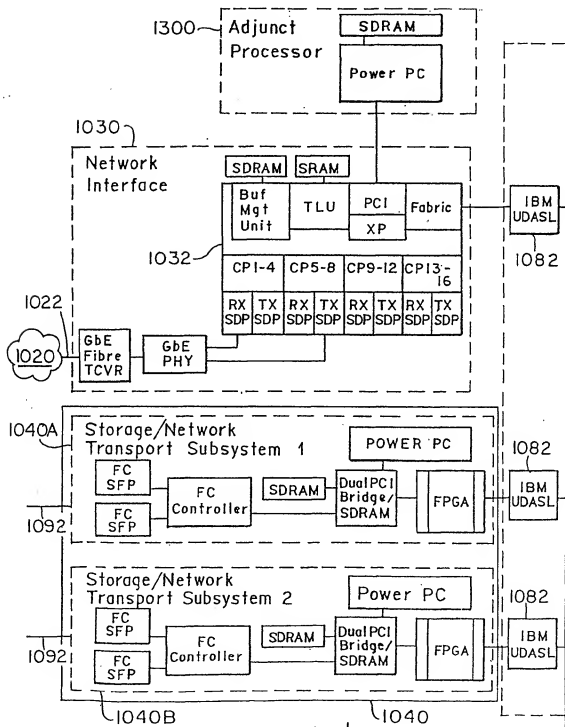 1300
Adjunct
Processor
SDRAM
Power PC
1030
Network
Interface
SDRAM
SRAM
Buf
Mgt
Unit
TLU
PCI
XP
Fabric
IBM
UDASL
1082
1032
CP1-4
CP5-8
CP9-12
CP13-
16
RX
SDP
TX
SDP
RX
SDP
TX
SDP
RX
SDP
TX
SDP
RX
SDP
TX
SDP
1022
1020
GbE
Fibre
TCVR
GbE
PHY
1040A
Storage/Network
Transport Subsystem 1
POWER PC
1082
FC
SFP
FC
SFP
FC
Controller
SDRAM
DualPCI
Bridge/
SDRAM
FPGA
IBM
UDASL
1092
Storage/Network
Transport Subsystem 2
Power PC
1082
FC
SFP
FC
SFP
FC
Controller
SDRAM
DualPCI
Bridge/
SDRAM
FPGA
IBM
UDASL
1092
1040B
1040